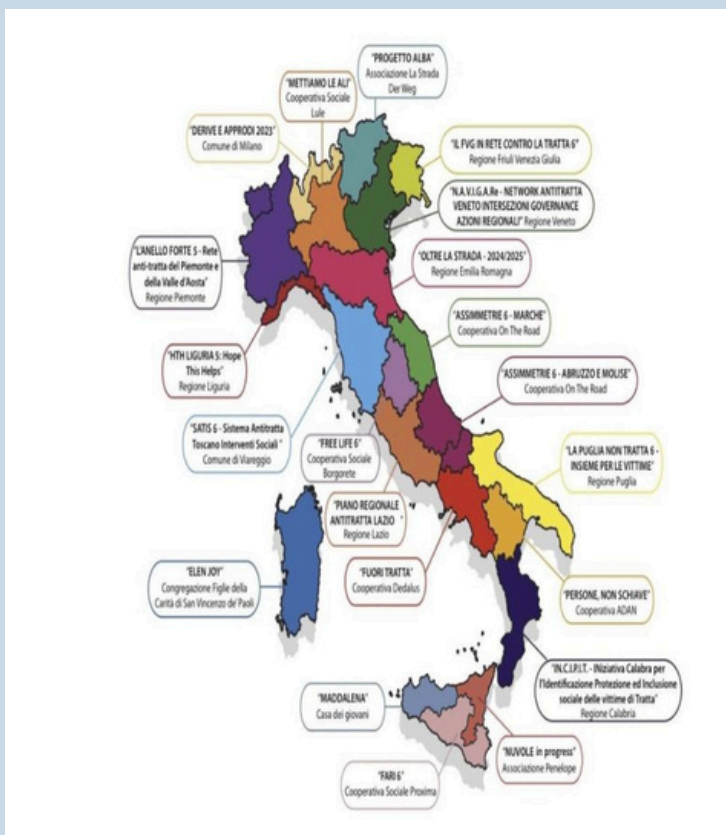 "PROGETTO ALBA"
Associazione La Strada
Der Weg
"METTIAMO LE ALI"
Cooperativa Sociale
Lule
"DERIVE E APPRODI 2023"
Comune di Milano
"IL FVG IN RETE CONTRO LA TRATTA 6"
Regione Friuli Venezia Giulia
"N.A.V.I.G.A.Re - NETWORK ANTITRATTA
VENETO INTERSEZIONI GOVERNANCE
AZIONI REGIONALI" Regione Veneto
"L'ANELLO FORTE 5 - Rete
anti-tratta del Piemonte e
della Valle d'Aosta"
Regione Piemonte
"OLTRE LA STRADA - 2024/2025"
Regione Emilia Romagna
"ASSIMMETRIE 6 - MARCHE"
Cooperativa On The Road
"HTH LIGURIA 5: Hope
This Helps"
Regione Liguria
"ASSIMMETRIE 6 - ABRUZZO E MOLISE"
Cooperativa On The Road
"SATIS 6 - Sistema Antitratta
Toscano Interventi Sociali "
Comune di Viareggio
"FREE LIFE 6"
Cooperativa Sociale
Borgorete
"LA PUGLIA NON TRATTA 6 -
INSIEME PER LE VITTIME"
Regione Puglia
"PIANO REGIONALE
ANTITRATTA LAZIO "
Regione Lazio
"ELEN JOY"
Congregazione Figlie della
Carità di San Vincenzo de' Paoli
"FUORI TRATTA"
Cooperativa Dedalus
"PERSONE, NON SCHIAVE"
Cooperativa ADAN
"IN.C.I.P.I.T. - INiziativa Calabra per
l'Identificazione Protezione ed Inclusione
sociale delle vittime di Tratta"
Regione Calabria
"MADDALENA"
Casa dei giovani
"NUVOLE in progress"
Associazione Penelope
"FARI 6"
Cooperativa Sociale Proxima